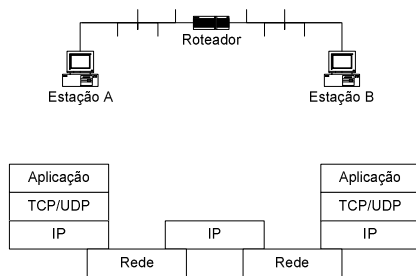 Roteador
Estação A
Estação B
Aplicação
Aplicação
TCP/UDP
TCP/UDP
IP
IP
IP
Rede
Rede